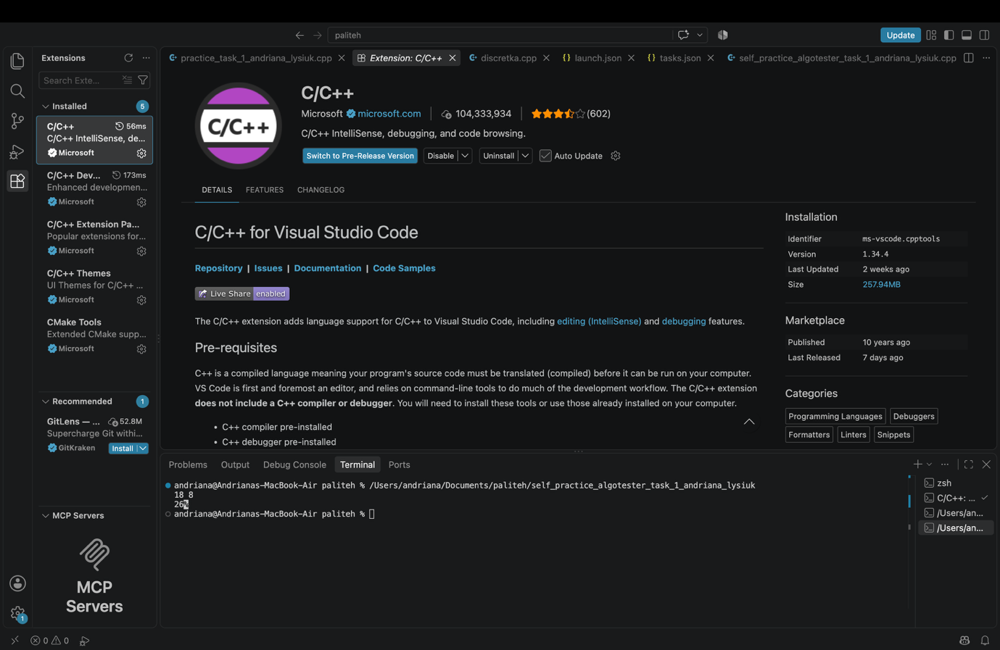 paliteh
Update
Extensions
practice_task_1_andriana_lysiuk.cpp
Extension: C/C++
discretka.cpp
launch.json
tasks.json
self_practice_algotester_task_1_andriana_lysiuk.cpp
Search Exte...
Installed
5
C/C++
56ms
C/C++ IntelliSense, de...
Microsoft
C/C++ Dev...
173ms
Enhanced developmen...
Microsoft
C/C++ Extension Pa...
Popular extensions for...
Microsoft
C/C++ Themes
UI Themes for C/C++ ...
Microsoft
CMake Tools
Extended CMake supp...
Microsoft
Recommended
1
GitLens — ...
52.8M
Supercharge Git withi...
GitKraken
Install
MCP Servers
MCP
Servers
1
C/C++
C/C++
Microsoft microsoft.com 104,333,934 (602)
C/C++ IntelliSense, debugging, and code browsing.
Switch to Pre-Release Version Disable Uninstall Auto Update
DETAILS FEATURES CHANGELOG
C/C++ for Visual Studio Code
Repository | Issues | Documentation | Code Samples
Live Share enabled
The C/C++ extension adds language support for C/C++ to Visual Studio Code, including editing (IntelliSense) and debugging features.
Pre-requisites
C++ is a compiled language meaning your program's source code must be translated (compiled) before it can be run on your computer.
VS Code is first and foremost an editor, and relies on command-line tools to do much of the development workflow. The C/C++ extension
does not include a C++ compiler or debugger. You will need to install these tools or use those already installed on your computer.
• C++ compiler pre-installed
• C++ debugger pre-installed
Installation
Identifier ms-vscode.cpptools
Version 1.34.4
Last Updated 2 weeks ago
Size 257.94MB
Marketplace
Published 10 years ago
Last Released 7 days ago
Categories
Programming Languages Debuggers
Formatters Linters Snippets
Problems Output Debug Console Terminal Ports
andriana@Andrianas-MacBook-Air paliteh % /Users/andriana/Documents/paliteh/self_practice_algotester_task_1_andriana_lysiuk
18 8
26%
andriana@Andrianas-MacBook-Air paliteh %
zsh
C/C++: ...
/Users/an...
/Users/an...
0 0